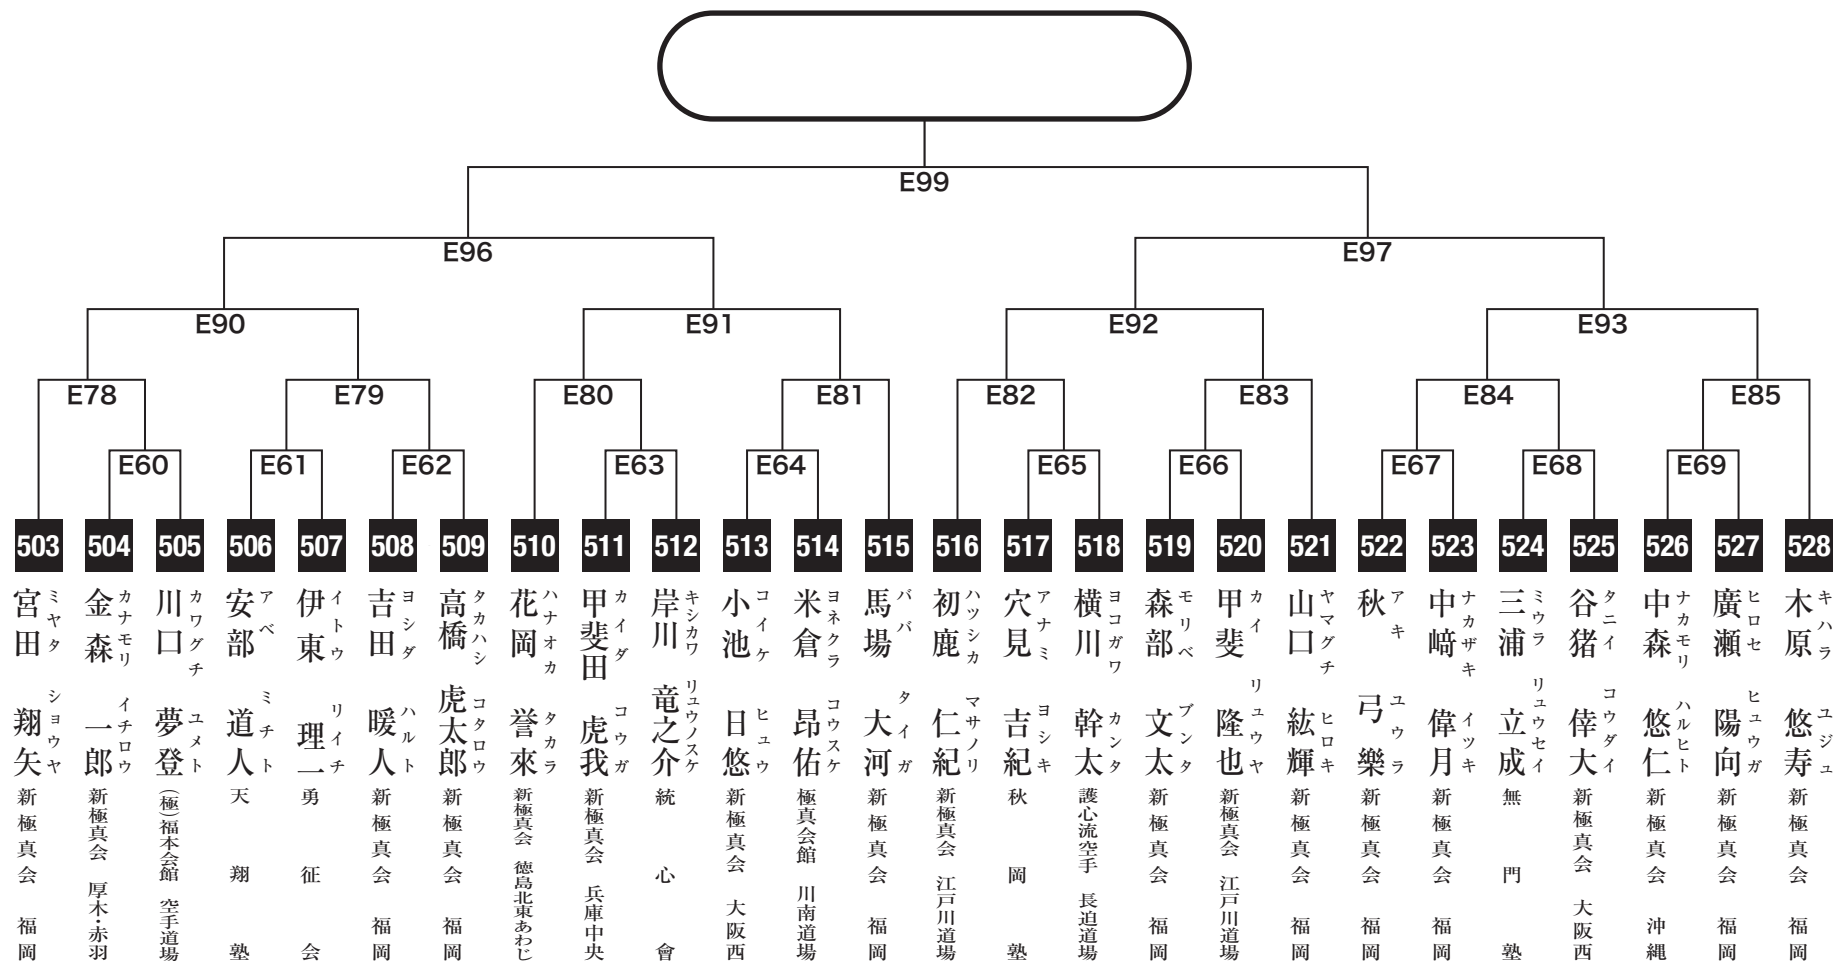 E99
E96
E97
E90
E91
E92
E93
E78
E79
E80
E81
E82
E83
E84
E85
E60
E61
E62
E63
E64
E65
E66
E67
E68
E69
503
504
505
506
507
508
509
510
511
512
513
514
515
516
517
518
519
520
521
522
523
524
525
526
527
528
宮田 翔矢
ミヤタ ショウヤ
新極真会 福岡
金森 一郎
カナモリ イチロウ
新極真会 厚木・赤羽
川口 夢登
カワグチ ユメト
(極)福本会館 空手道場
安部 道人
アベ ミチト
天翔塾
伊東 理一
イトウ リイチ
勇征会
吉田 暖人
ヨシダ ハルト
新極真会 福岡
高橋 虎太郎
タカハシ コタロウ
新極真会 福岡
花岡 誉來
ハナオカ タカラ
新極真会 徳島北東あわじ
甲斐田 虎我
カイダ コウガ
新極真会 兵庫中央
岸川 竜之介
キシカワ リュウノスケ
統心會
小池 日悠
コイケ ヒュウ
新極真会 大阪西
米倉 昂佑
ヨネクラ コウスケ
極真会館 川南道場
馬場 大河
ババ タイガ
新極真会 福岡
初鹿 仁紀
ハツシカ マサノリ
新極真会 江戸川道場
穴見 吉紀
アナミ ヨシキ
秋岡塾
横川 幹太
ヨコガワ カンタ
護心流空手 長迫道場
森部 文太
モリベ ブンタ
新極真会 福岡
甲斐 隆也
カイ リュウヤ
新極真会 江戸川道場
山口 紘輝
ヤマグチ ヒロキ
新極真会 福岡
秋 弓樂
アキ ユウラ
新極真会 福岡
中﨑 偉月
ナカザキ イツキ
新極真会 福岡
三浦 立成
ミウラ リュウセイ
無門塾
谷猪 倖大
タニイ コウダイ
新極真会 大阪西
中森 悠仁
ナカモリ ハルヒト
新極真会 沖縄
廣瀬 陽向
ヒロセ ヒュウガ
新極真会 福岡
木原 悠寿
キハラ ユジュ
新極真会 福岡